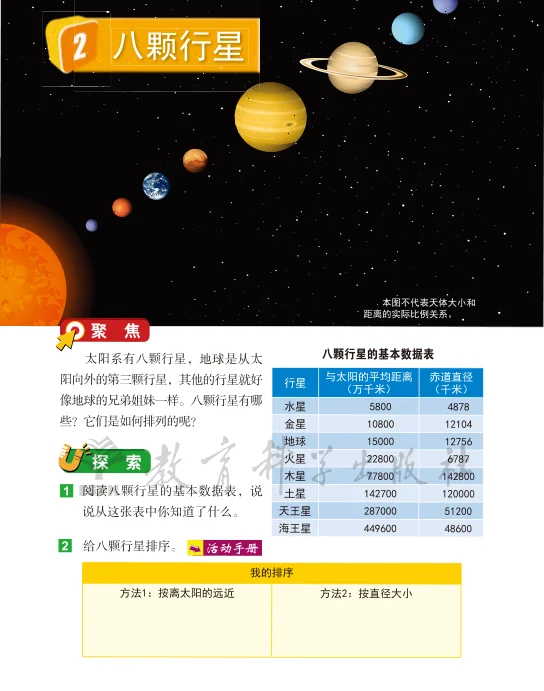 2 八颗行星
本图不代表天体大小和
距离的实际比例关系。
聚 焦
太阳系有八颗行星，地球是从太
阳向外的第三颗行星，其他的行星就好
像地球的兄弟姐妹一样。八颗行星有哪
些？它们是如何排列的呢？
探 索
1 阅读八颗行星的基本数据表，说
说从这张表中你知道了什么。
2 给八颗行星排序。 活动手册
八颗行星的基本数据表
行星 与太阳的平均距离（万千米） 赤道直径（千米）
水星 5800 4878
金星 10800 12104
地球 15000 12756
火星 22800 6787
木星 77800 142800
土星 142700 120000
天王星 287000 51200
海王星 449600 48600
我的排序
方法1：按离太阳的远近 方法2：按直径大小
教育科学出版社